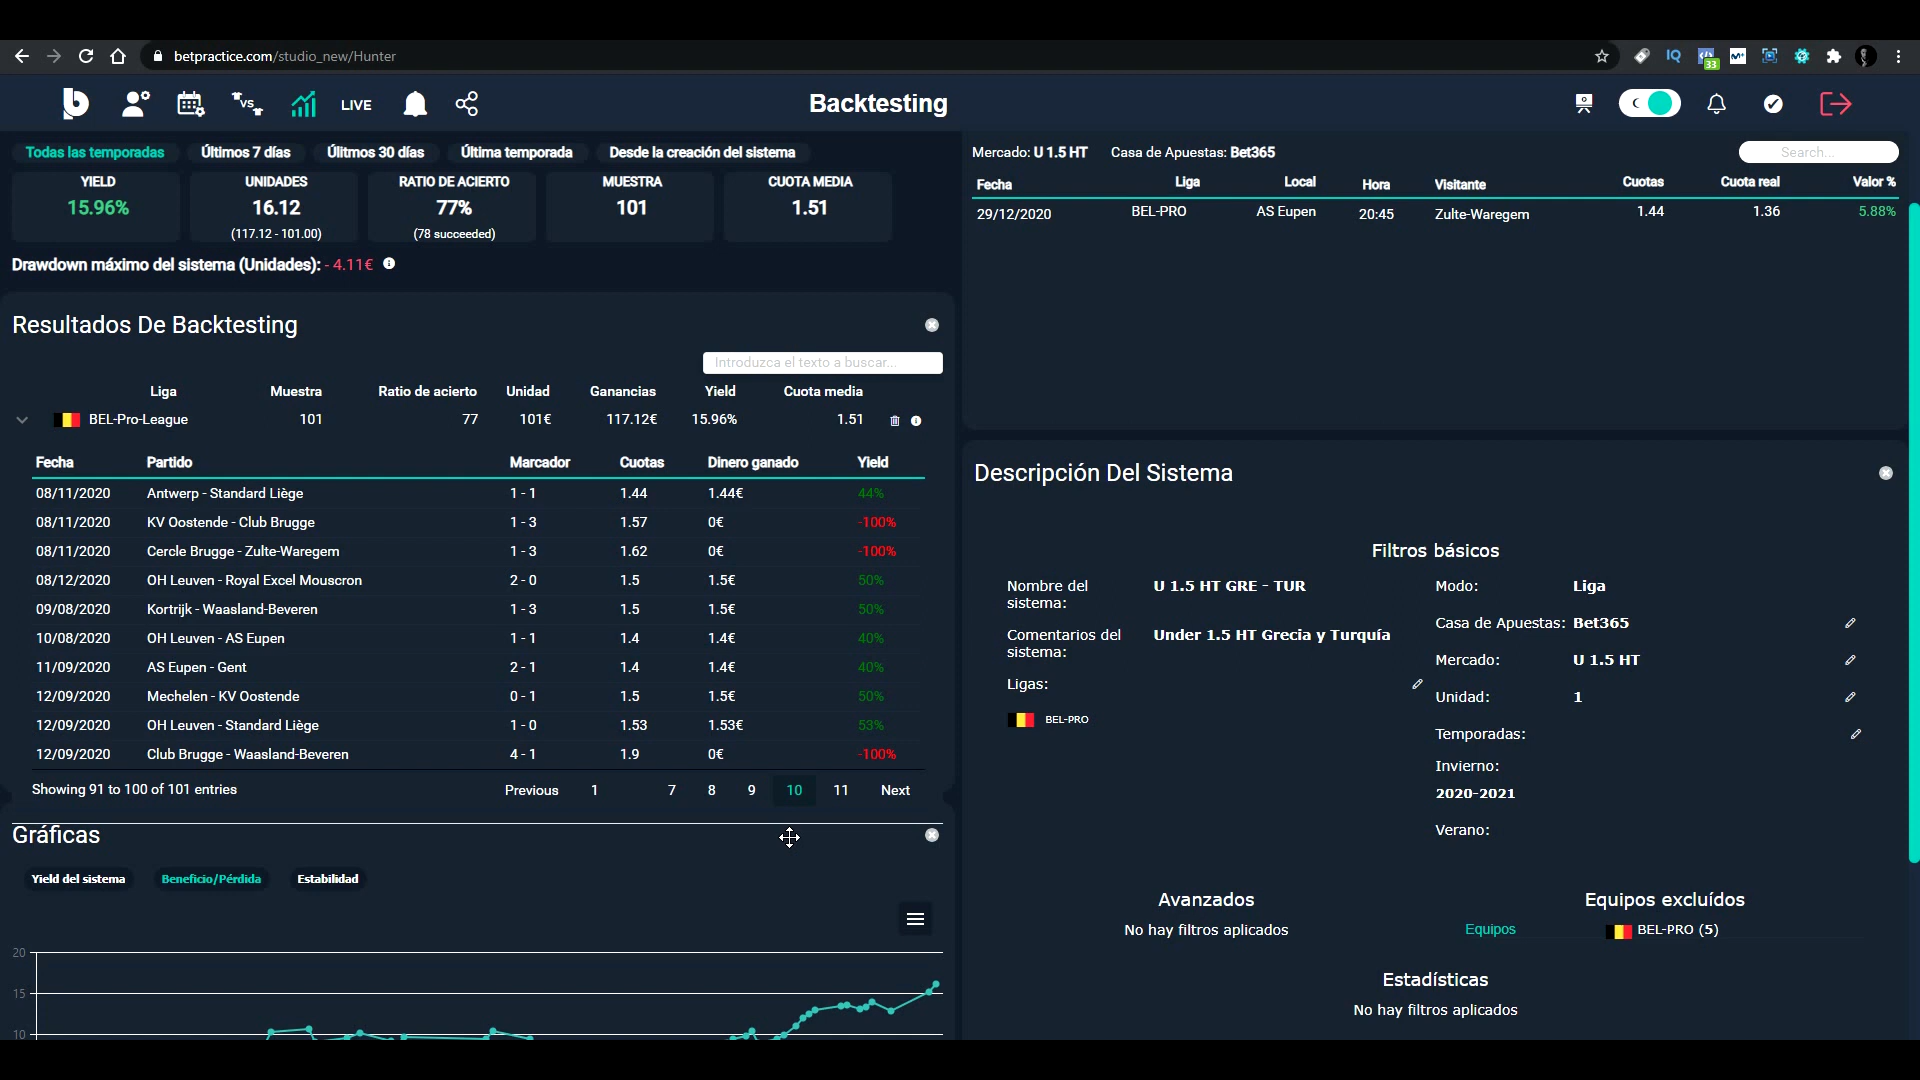 betpractice.com/studio_new/Hunter
IQ
33
VS
LIVE
Backtesting
Todas las temporadas Últimos 7 días Úlitmos 30 días Última temporada Desde la creación del sistema
YIELD UNIDADES RATIO DE ACIERTO MUESTRA CUOTA MEDIA
15.96% 16.12 77% 101 1.51
(117.12 - 101.00) (78 succeeded)
Drawdown máximo del sistema (Unidades): - 4.11€
Resultados De Backtesting
Introduzca el texto a buscar...
Liga Muestra Ratio de acierto Unidad Ganancias Yield Cuota media
BEL-Pro-League 101 77 101€ 117.12€ 15.96% 1.51
Fecha Partido Marcador Cuotas Dinero ganado Yield
08/11/2020 Antwerp - Standard Liège 1 - 1 1.44 1.44€ 44%
08/11/2020 KV Oostende - Club Brugge 1 - 3 1.57 0€ -100%
08/11/2020 Cercle Brugge - Zulte-Waregem 1 - 3 1.62 0€ -100%
08/12/2020 OH Leuven - Royal Excel Mouscron 2 - 0 1.5 1.5€ 50%
09/08/2020 Kortrijk - Waasland-Beveren 1 - 3 1.5 1.5€ 50%
10/08/2020 OH Leuven - AS Eupen 1 - 1 1.4 1.4€ 40%
11/09/2020 AS Eupen - Gent 2 - 1 1.4 1.4€ 40%
12/09/2020 Mechelen - KV Oostende 0 - 1 1.5 1.5€ 50%
12/09/2020 OH Leuven - Standard Liège 1 - 0 1.53 1.53€ 53%
12/09/2020 Club Brugge - Waasland-Beveren 4 - 1 1.9 0€ -100%
Showing 91 to 100 of 101 entries Previous 1 7 8 9 10 11 Next
Gráficas
Yield del sistema Beneficio/Pérdida Estabilidad
20
15
10
Mercado: U 1.5 HT Casa de Apuestas: Bet365 Search...
Fecha Liga Local Hora Visitante Cuotas Cuota real Valor %
29/12/2020 BEL-PRO AS Eupen 20:45 Zulte-Waregem 1.44 1.36 5.88%
Descripción Del Sistema
Filtros básicos
Nombre del sistema: U 1.5 HT GRE - TUR
Comentarios del sistema: Under 1.5 HT Grecia y Turquía
Ligas:
BEL-PRO
Modo: Liga
Casa de Apuestas: Bet365
Mercado: U 1.5 HT
Unidad: 1
Temporadas:
Invierno:
2020-2021
Verano:
Avanzados
No hay filtros aplicados
Equipos excluídos
Equipos BEL-PRO (5)
Estadísticas
No hay filtros aplicados